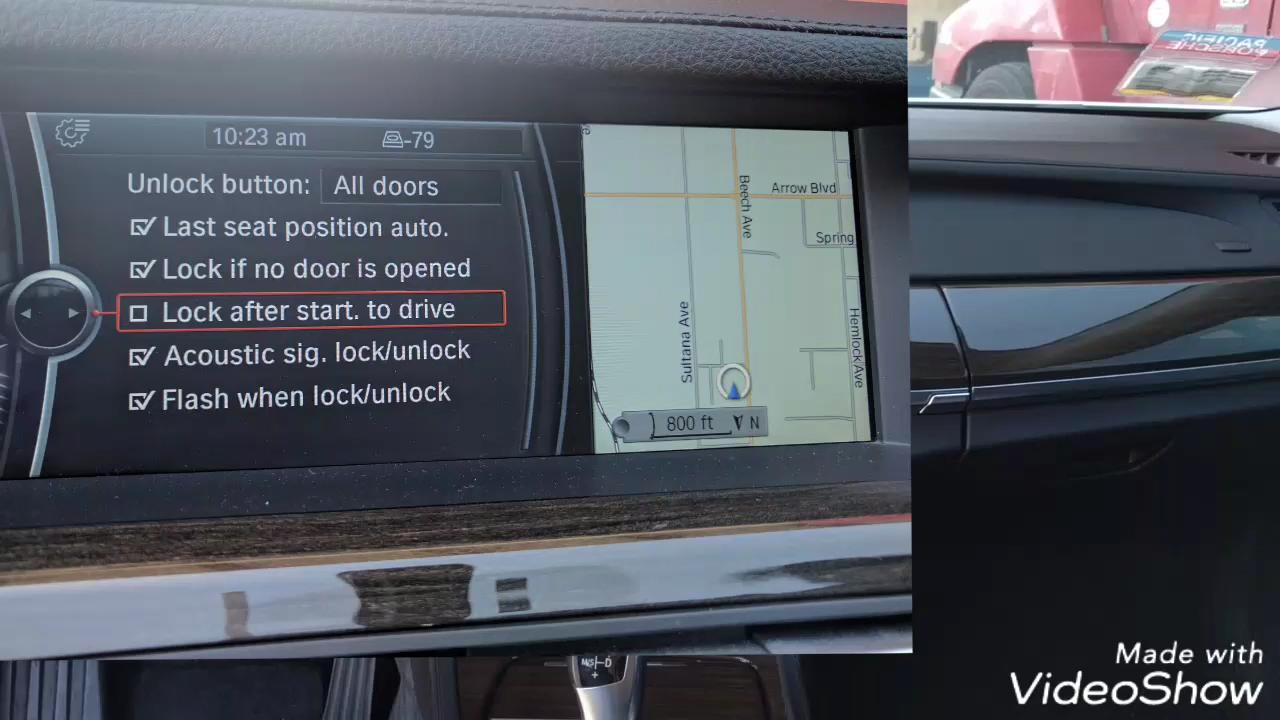 10:23 am
-79
Unlock button: All doors
Last seat position auto.
Lock if no door is opened
Lock after start. to drive
Acoustic sig. lock/unlock
Flash when lock/unlock
Beech Ave
Arrow Blvd
Spring
Sultana Ave
Hemlock Ave
800 ft
N
PACIFIC
PORSCHE
M/S
D
+
Made with
VideoShow